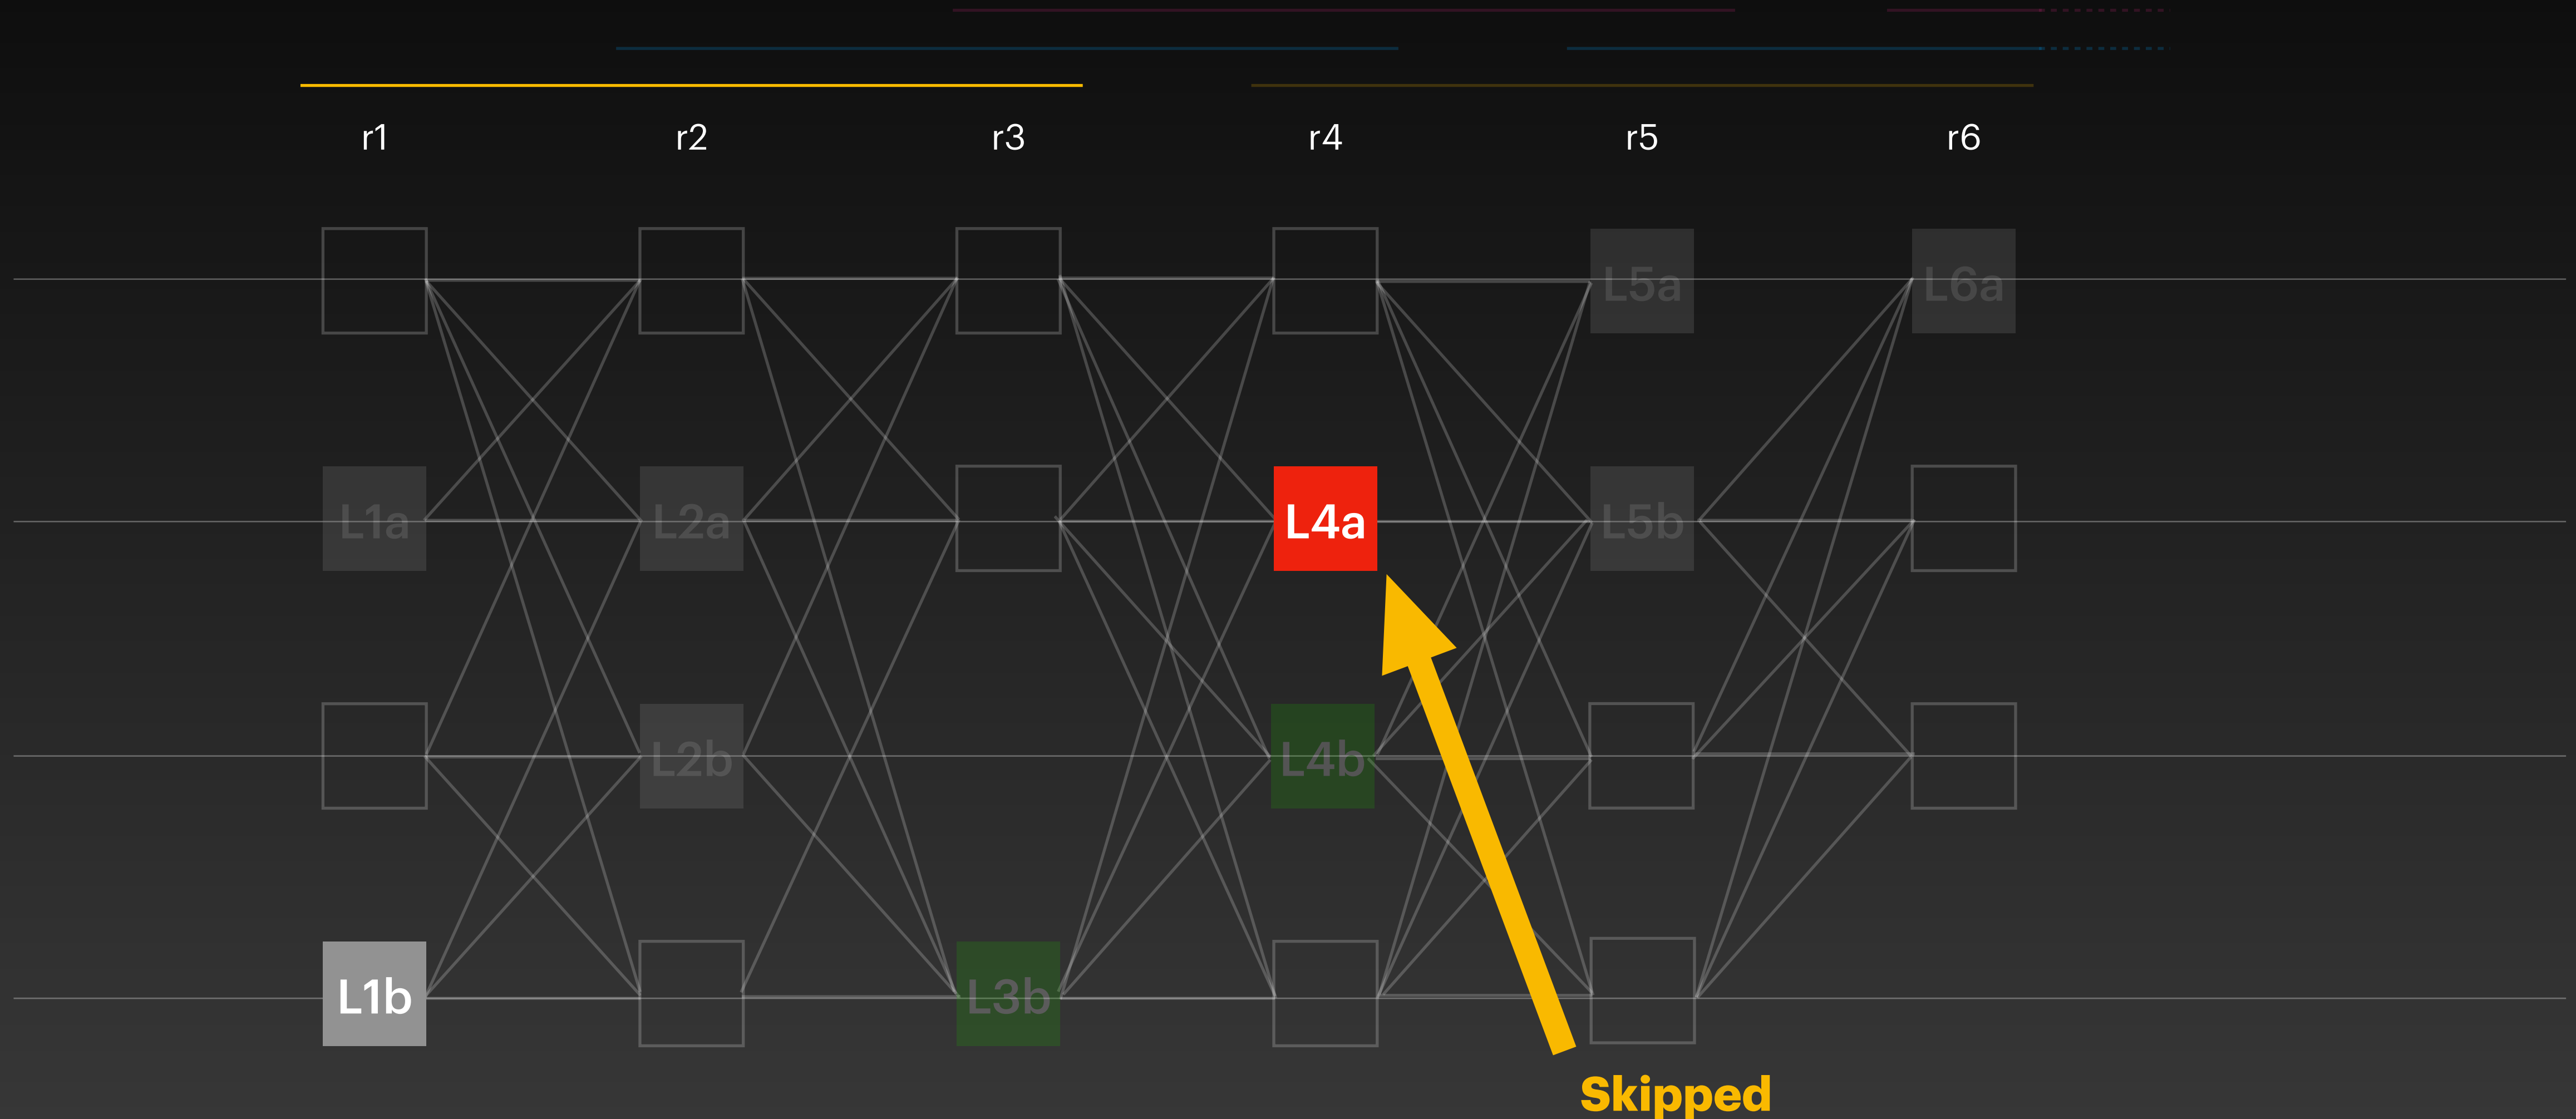 r1 r2 r3 r4 r5 r6
L5a L6a
L1a L2a L4a L5b
L2b L4b
L1b L3b
Skipped